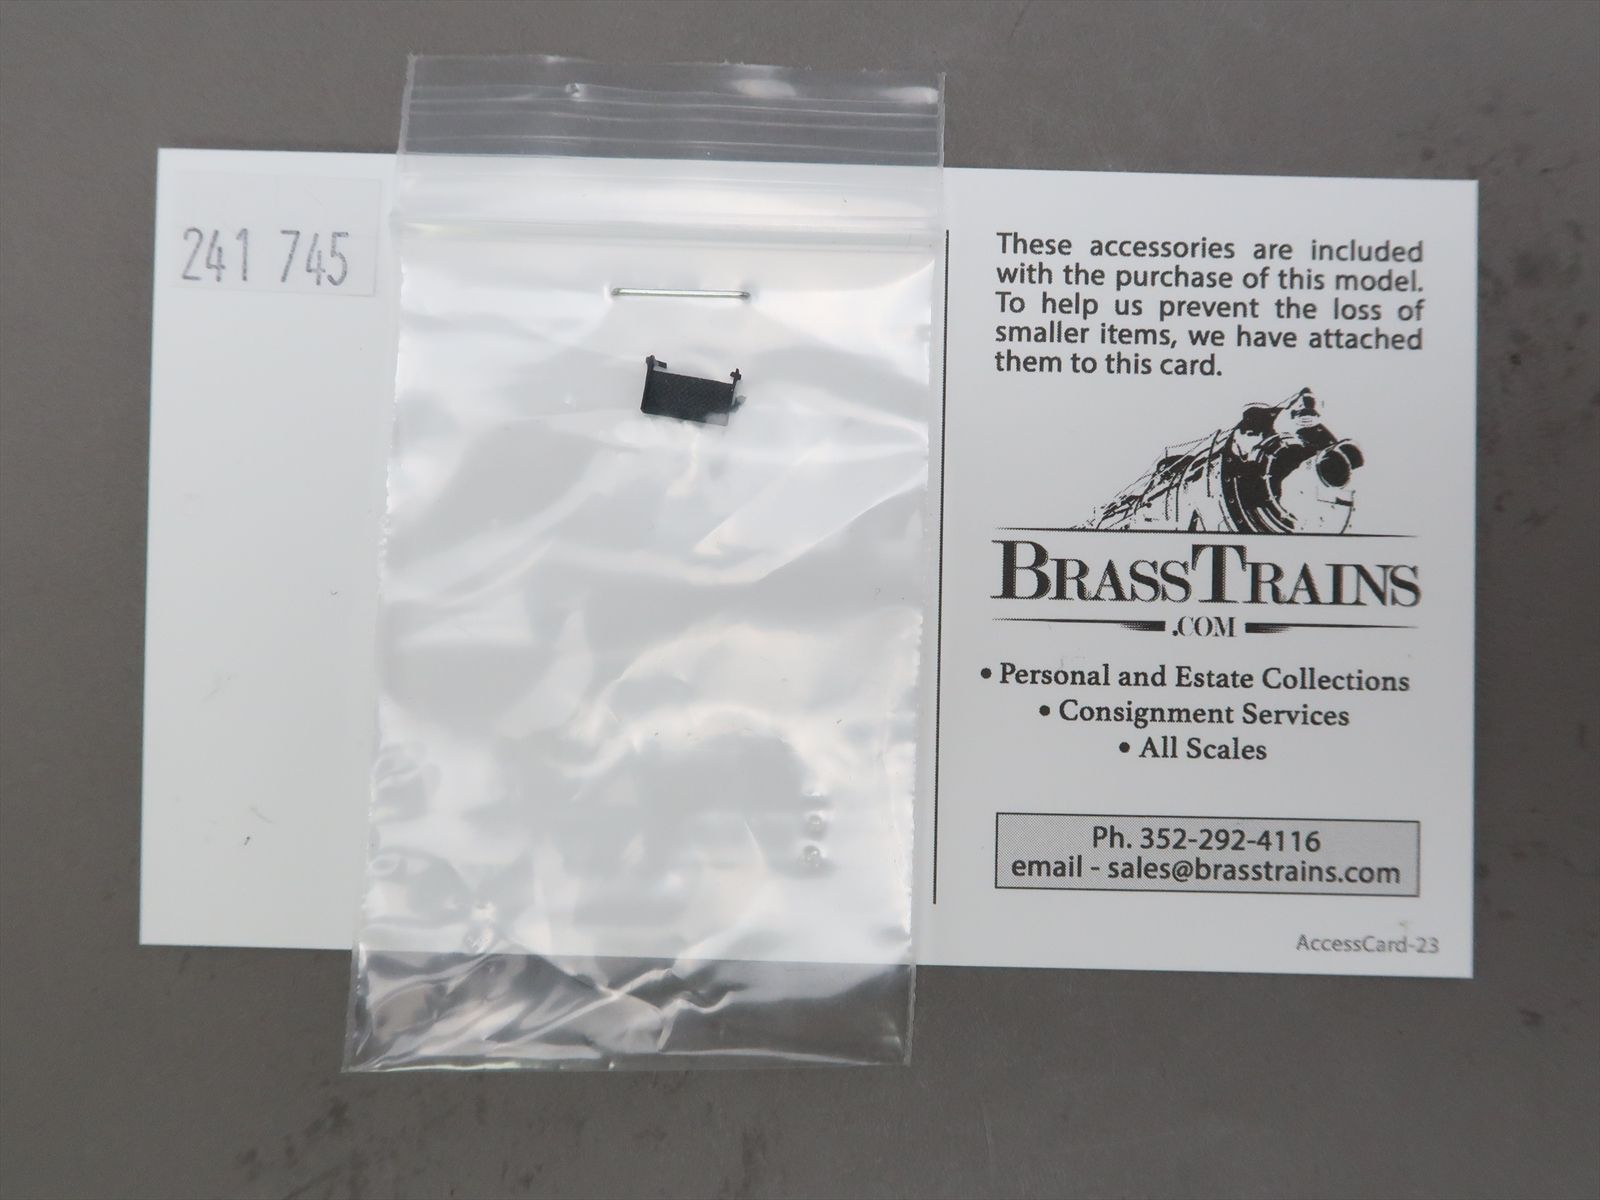 241 745
These accessories are included
with the purchase of this model.
To help us prevent the loss of
smaller items, we have attached
them to this card.
BRASSTRAINS
.COM
• Personal and Estate Collections
• Consignment Services
• All Scales
Ph. 352-292-4116
email - sales@brasstrains.com
AccessCard-23